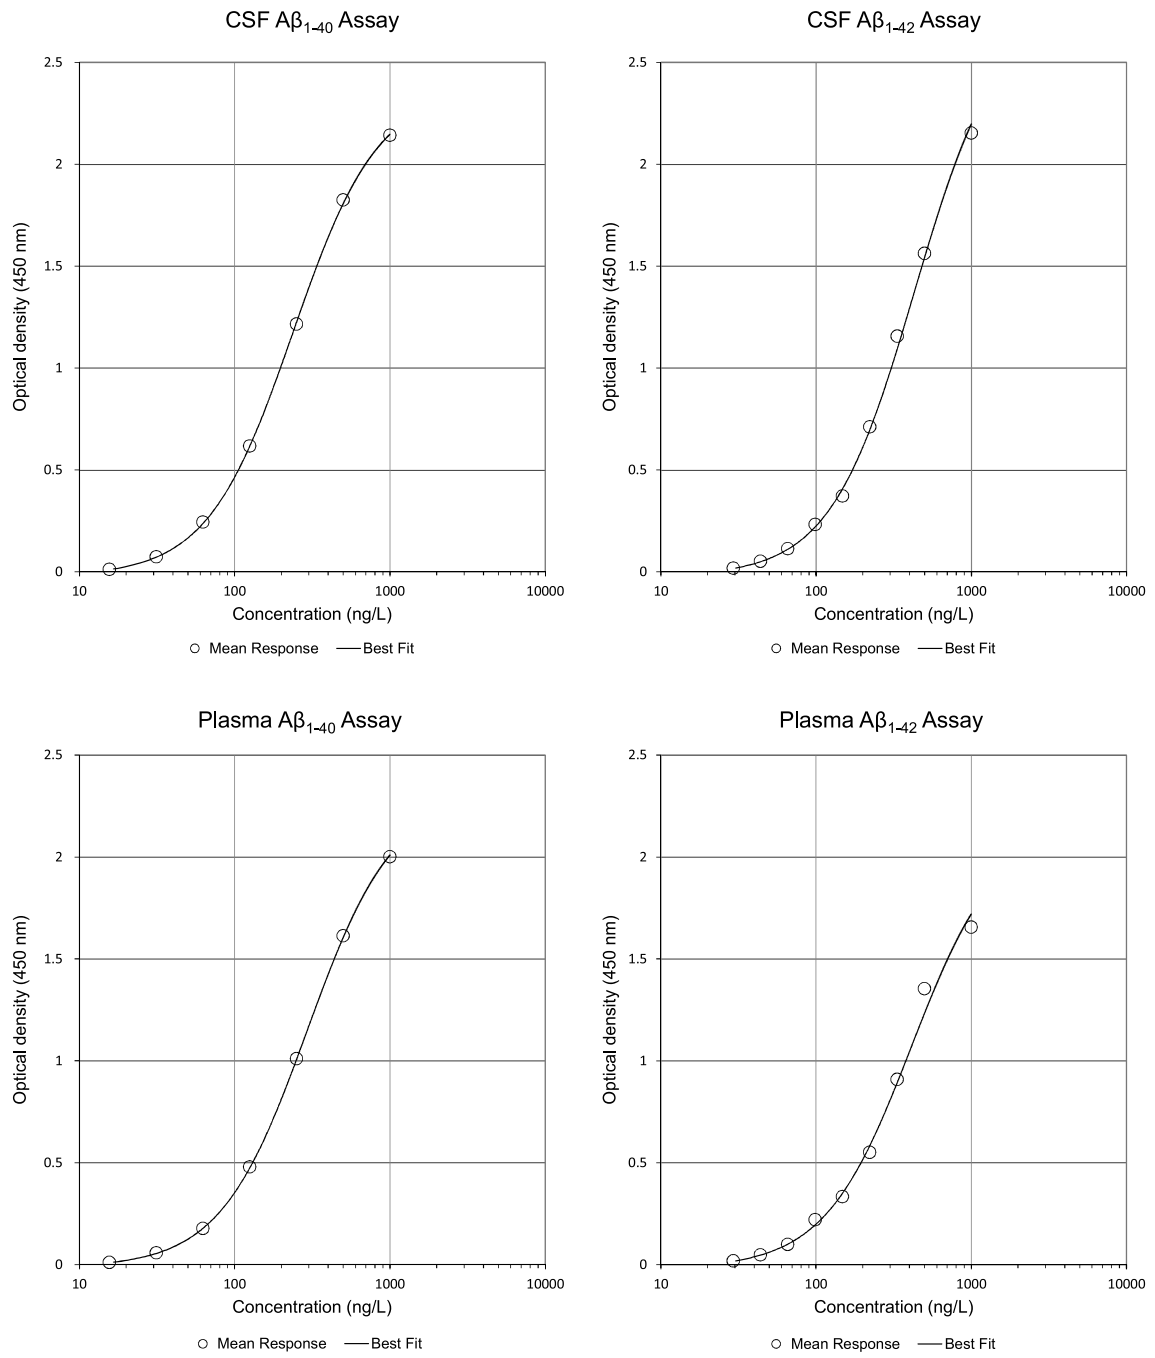 CSF Aβ1-40 Assay
2.5
2
1.5
1
0.5
0
Optical density (450 nm)
10 100 1000 10000
Concentration (ng/L)
Mean Response Best Fit
CSF Aβ1-42 Assay
2.5
2
1.5
1
0.5
0
Optical density (450 nm)
10 100 1000 10000
Concentration (ng/L)
Mean Response Best Fit
Plasma Aβ1-40 Assay
2.5
2
1.5
1
0.5
0
Optical density (450 nm)
10 100 1000 10000
Concentration (ng/L)
Mean Response Best Fit
Plasma Aβ1-42 Assay
2.5
2
1.5
1
0.5
0
Optical density (450 nm)
10 100 1000 10000
Concentration (ng/L)
Mean Response Best Fit